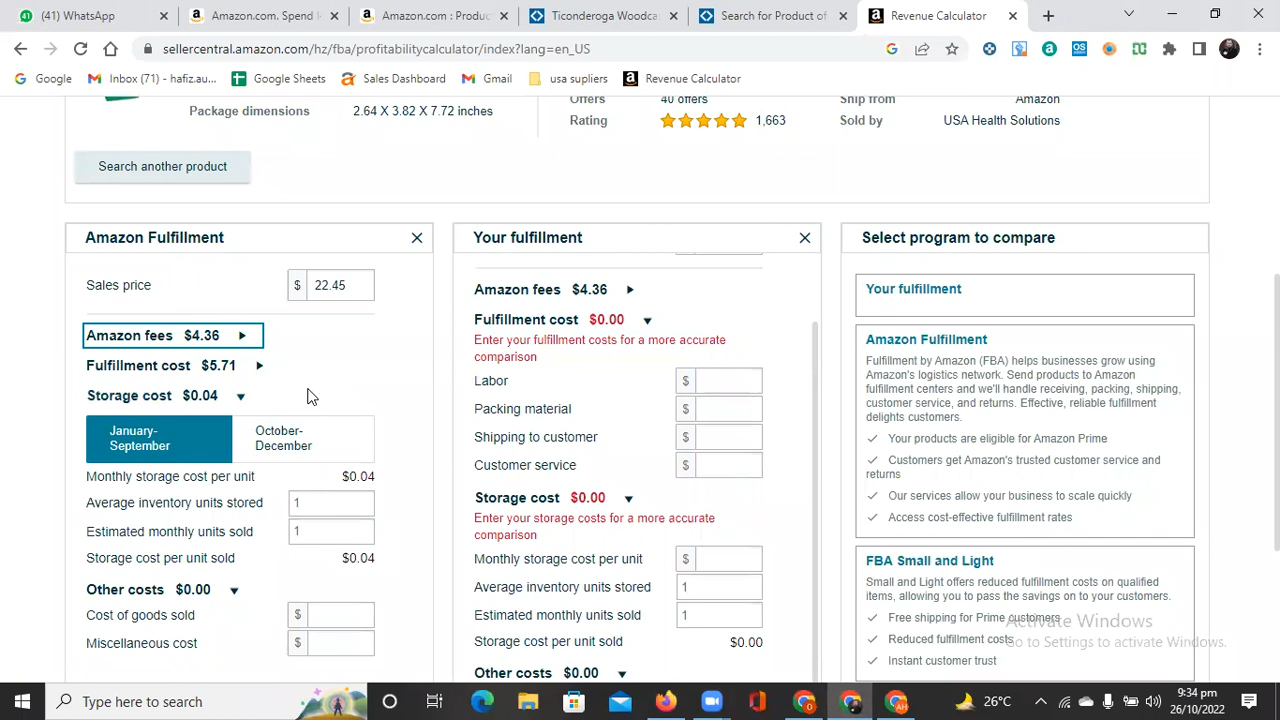 41 (41) WhatsApp
Amazon.com. Spend l
Amazon.com : Produc
Ticonderoga Woodca
Search for Product of
Revenue Calculator
sellercentral.amazon.com/hz/fba/profitabilitycalculator/index?lang=en_US
Google
Inbox (71) - hafiz.au...
Google Sheets
Sales Dashboard
Gmail
usa supliers
Revenue Calculator
Package dimensions 2.64 X 3.82 X 7.72 inches
Offers 40 offers
Rating 1,663
Ship from Amazon
Sold by USA Health Solutions
Search another product
Amazon Fulfillment
Sales price $ 22.45
Amazon fees $4.36
Fulfillment cost $5.71
Storage cost $0.04
January-
September
October-
December
Monthly storage cost per unit $0.04
Average inventory units stored 1
Estimated monthly units sold 1
Storage cost per unit sold $0.04
Other costs $0.00
Cost of goods sold $
Miscellaneous cost $
Your fulfillment
Amazon fees $4.36
Fulfillment cost $0.00
Enter your fulfillment costs for a more accurate
comparison
Labor $
Packing material $
Shipping to customer $
Customer service $
Storage cost $0.00
Enter your storage costs for a more accurate
comparison
Monthly storage cost per unit $
Average inventory units stored 1
Estimated monthly units sold 1
Storage cost per unit sold $0.00
Other costs $0.00
Select program to compare
Your fulfillment
Amazon Fulfillment
Fulfillment by Amazon (FBA) helps businesses grow using
Amazon's logistics network. Send products to Amazon
fulfillment centers and we'll handle receiving, packing, shipping,
customer service, and returns. Effective, reliable fulfillment
delights customers.
Your products are eligible for Amazon Prime
Customers get Amazon's trusted customer service and
returns
Our services allow your business to scale quickly
Access cost-effective fulfillment rates
FBA Small and Light
Small and Light offers reduced fulfillment costs on qualified
items, allowing you to pass the savings on to your customers.
Free shipping for Prime customers
Reduced fulfillment costs
Instant customer trust
Activate Windows
Go to Settings to activate Windows.
Type here to search
26°C
9:34 pm
26/10/2022